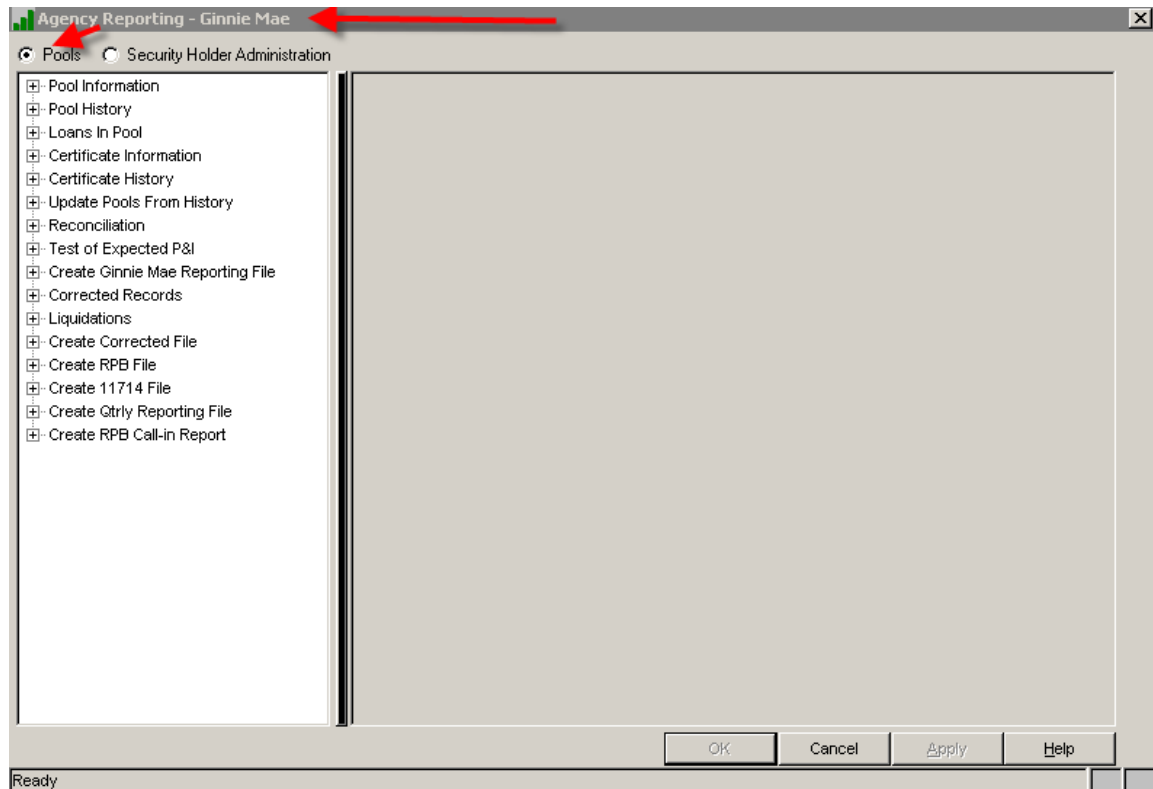 Agency Reporting - Ginnie Mae
Pools Security Holder Administration
Pool Information
Pool History
Loans In Pool
Certificate Information
Certificate History
Update Pools From History
Reconciliation
Test of Expected P&I
Create Ginnie Mae Reporting File
Corrected Records
Liquidations
Create Corrected File
Create RPB File
Create 11714 File
Create Qtrly Reporting File
Create RPB Call-in Report
OK Cancel Apply Help
Ready